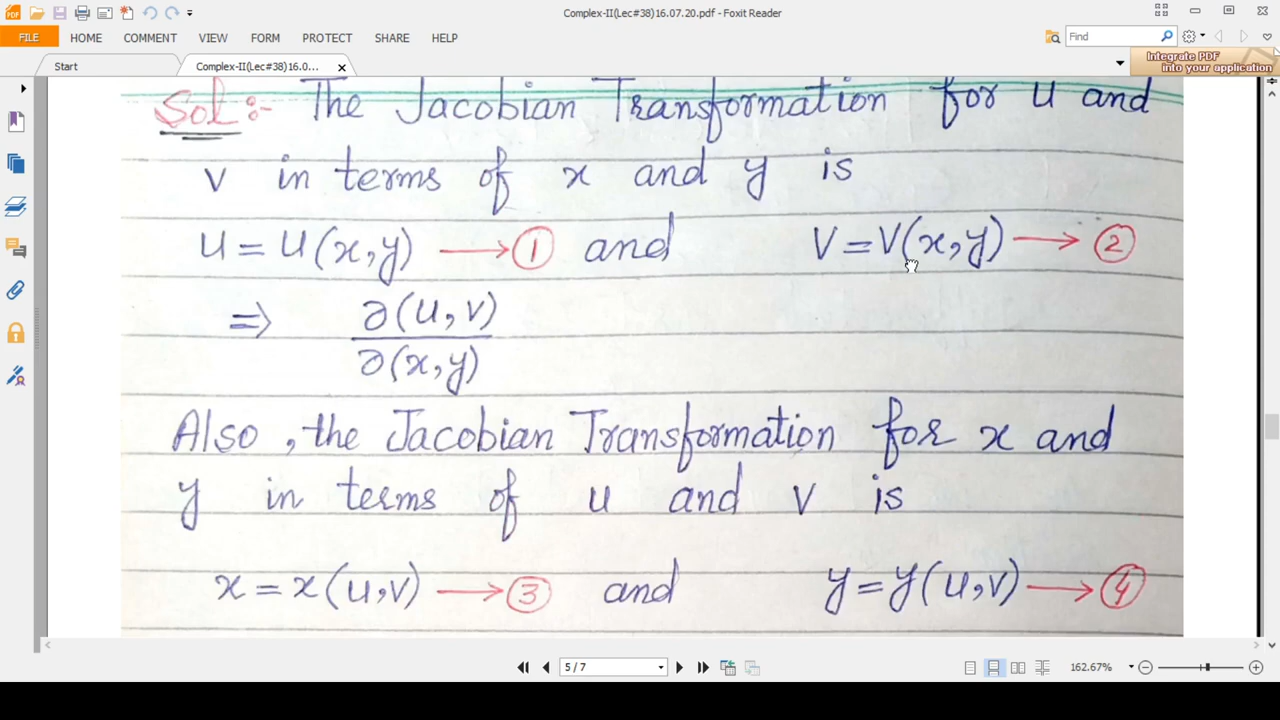 Complex-II(Lec#38)16.07.20.pdf - Foxit Reader
FILE HOME COMMENT VIEW FORM PROTECT SHARE HELP
Find
Start Complex-II(Lec#38)16.0...
Integrate PDF
into your application
Sol:- The Jacobian Transformation for u and
v in terms of x and y is
u = u(x,y) → ① and v = v(x,y) → ②
⇒ ∂(u,v)
∂(x,y)
Also, the Jacobian Transformation for x and
y in terms of u and v is
x = x(u,v) → ③ and y = y(u,v) → ④
5 / 7
162.67%